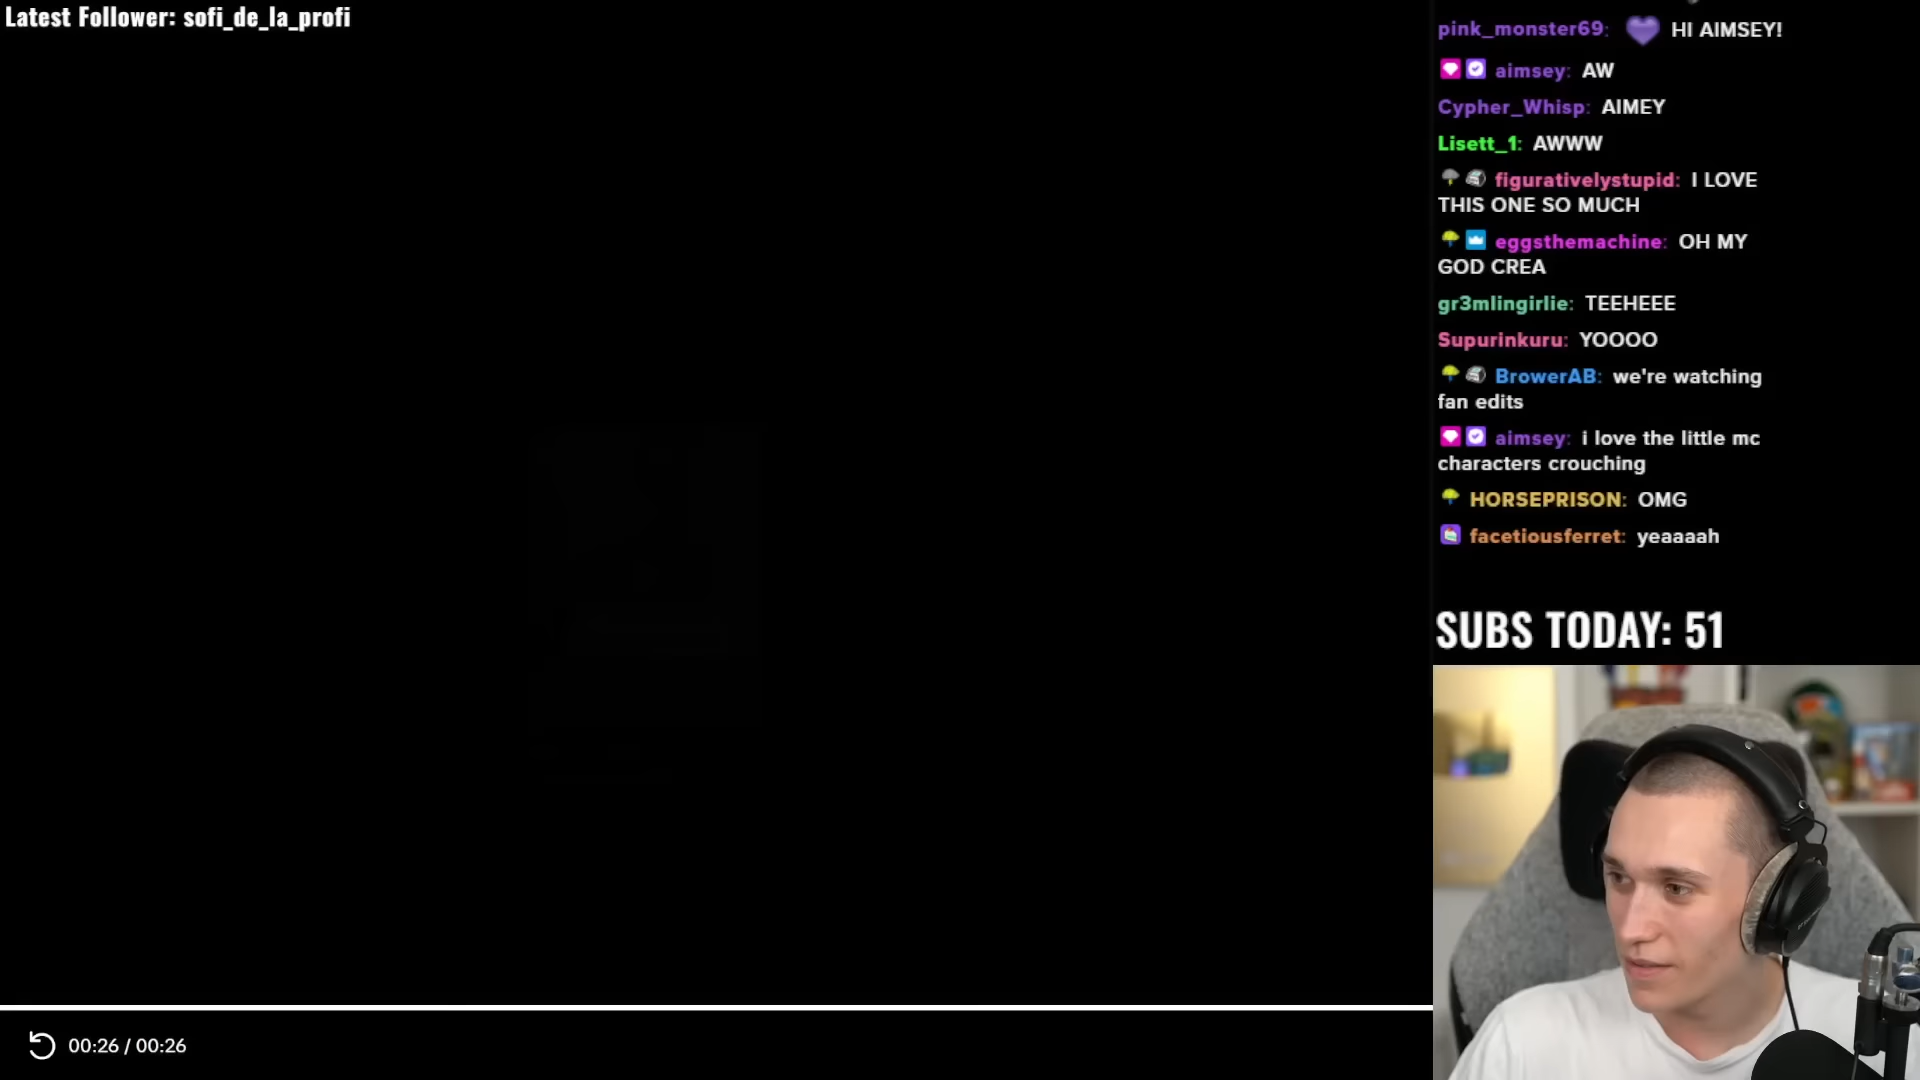 Latest Follower: sofi_de_la_profi
pink_monster69: HI AIMSEY!
aimsey: AW
Cypher_Whisp: AIMEY
Lisett_1: AWWW
figurativelystupid: I LOVE
THIS ONE SO MUCH
eggsthemachine: OH MY
GOD CREA
gr3mlingirlie: TEEHEEE
Supurinkuru: YOOOO
BrowerAB: we're watching
fan edits
aimsey: i love the little mc
characters crouching
HORSEPRISON: OMG
facetiousferret: yeaaaah
SUBS TODAY: 51
00:26 / 00:26